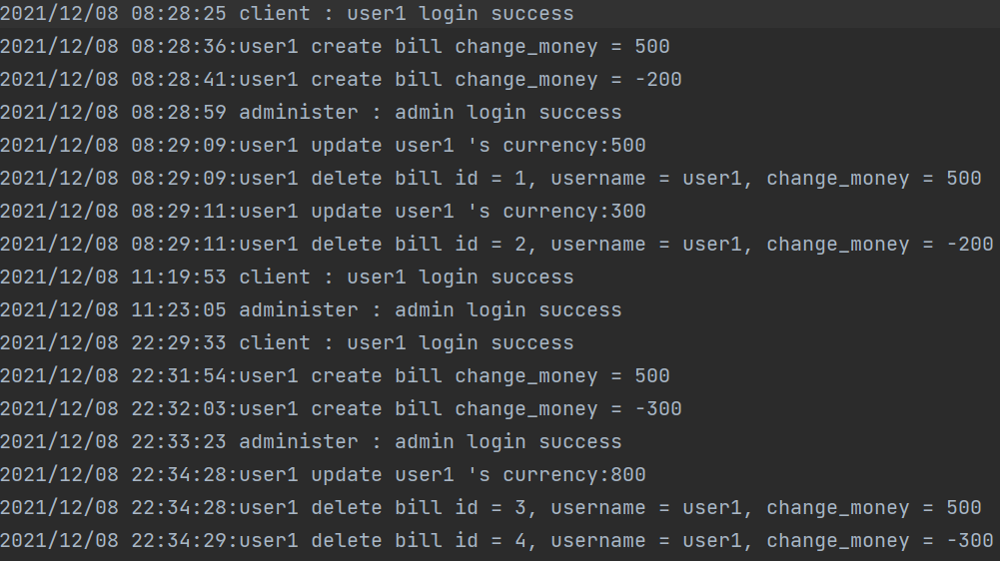 2021/12/08 08:28:25 client : user1 login success
2021/12/08 08:28:36:user1 create bill change_money = 500
2021/12/08 08:28:41:user1 create bill change_money = -200
2021/12/08 08:28:59 administer : admin login success
2021/12/08 08:29:09:user1 update user1 's currency:500
2021/12/08 08:29:09:user1 delete bill id = 1, username = user1, change_money = 500
2021/12/08 08:29:11:user1 update user1 's currency:300
2021/12/08 08:29:11:user1 delete bill id = 2, username = user1, change_money = -200
2021/12/08 11:19:53 client : user1 login success
2021/12/08 11:23:05 administer : admin login success
2021/12/08 22:29:33 client : user1 login success
2021/12/08 22:31:54:user1 create bill change_money = 500
2021/12/08 22:32:03:user1 create bill change_money = -300
2021/12/08 22:33:23 administer : admin login success
2021/12/08 22:34:28:user1 update user1 's currency:800
2021/12/08 22:34:28:user1 delete bill id = 3, username = user1, change_money = 500
2021/12/08 22:34:29:user1 delete bill id = 4, username = user1, change_money = -300